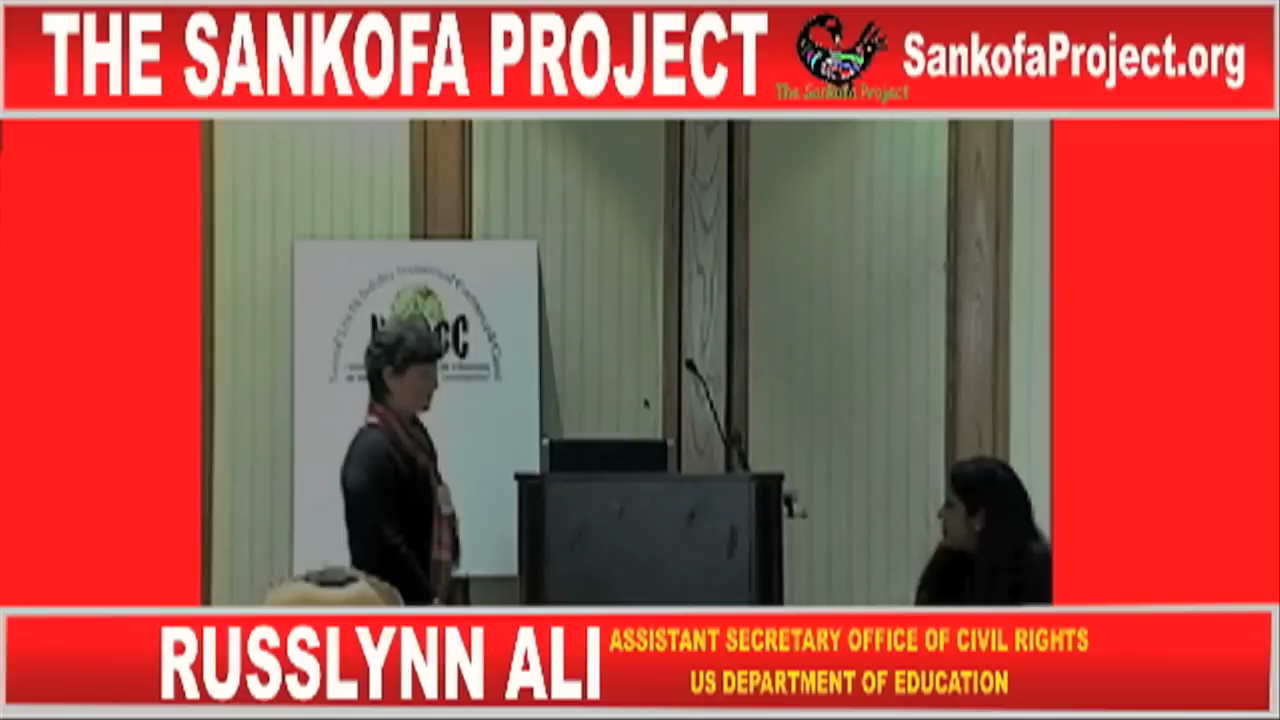 THE SANKOFA PROJECT
The Sankofa Project
SankofaProject.org
CC
RUSSLYNN ALI
ASSISTANT SECRETARY OFFICE OF CIVIL RIGHTS
US DEPARTMENT OF EDUCATION